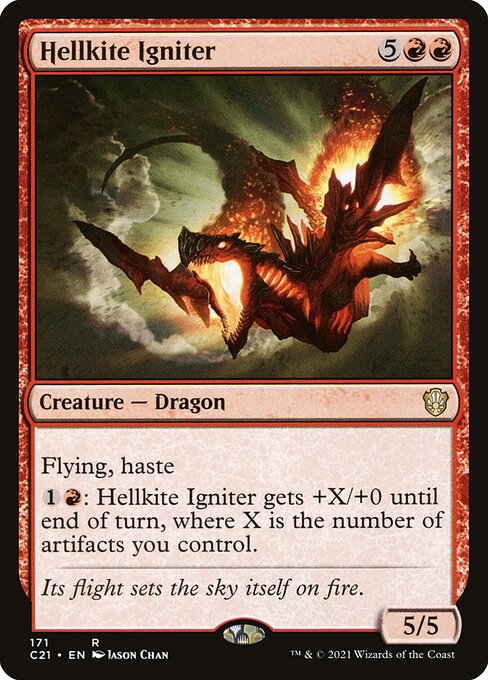 Hellkite Igniter 5
Creature — Dragon
Flying, haste
1 : Hellkite Igniter gets +X/+0 until
end of turn, where X is the number of
artifacts you control.
Its flight sets the sky itself on fire.
5/5
171 R
C21 • EN Jason Chan
™ & © 2021 Wizards of the Coast